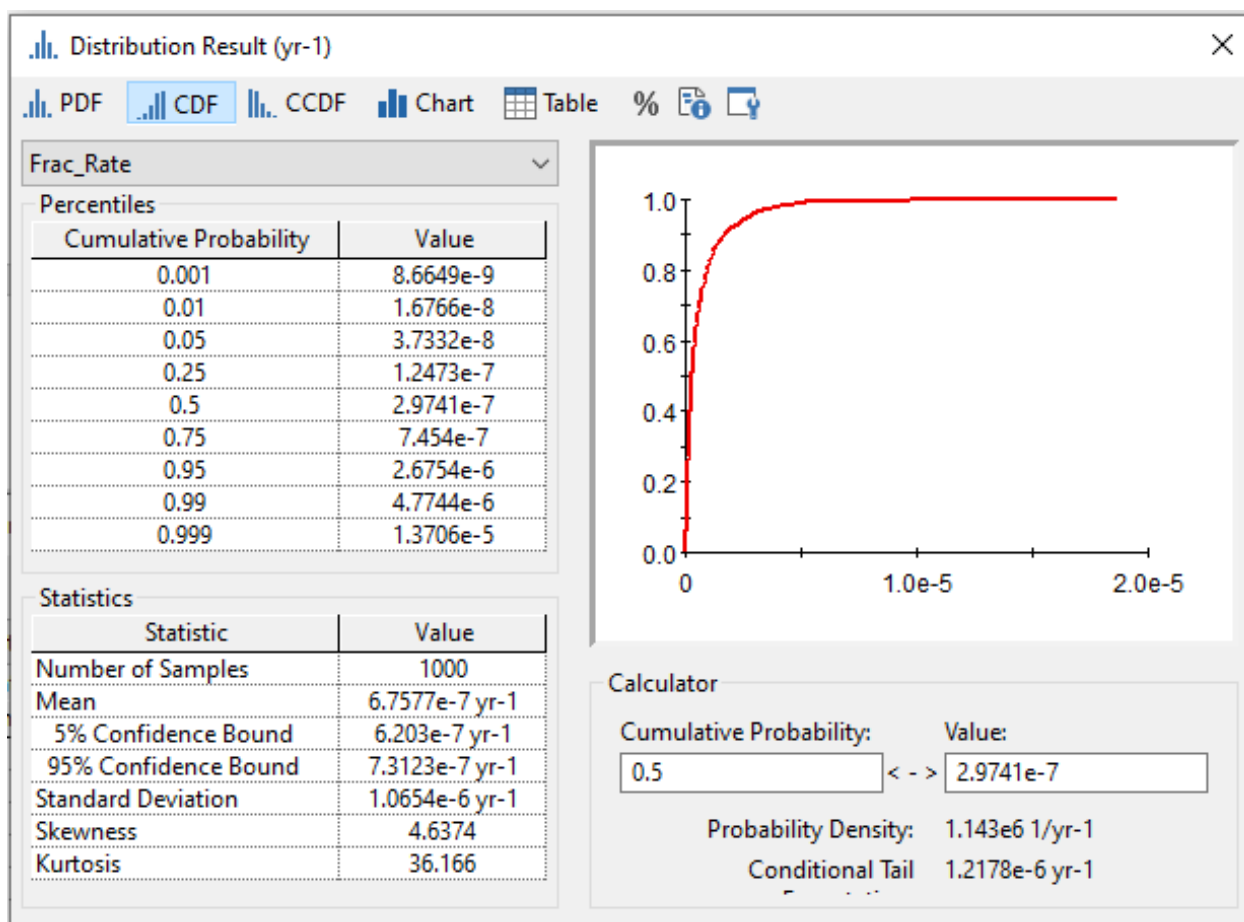 Distribution Result (yr-1)
PDF CDF CCDF Chart Table %
Frac_Rate
Percentiles
Cumulative Probability Value
0.001 8.6649e-9
0.01 1.6766e-8
0.05 3.7332e-8
0.25 1.2473e-7
0.5 2.9741e-7
0.75 7.454e-7
0.95 2.6754e-6
0.99 4.7744e-6
0.999 1.3706e-5
Statistics
Statistic Value
Number of Samples 1000
Mean 6.7577e-7 yr-1
5% Confidence Bound 6.203e-7 yr-1
95% Confidence Bound 7.3123e-7 yr-1
Standard Deviation 1.0654e-6 yr-1
Skewness 4.6374
Kurtosis 36.166
1.0
0.8
0.6
0.4
0.2
0.0
0 1.0e-5 2.0e-5
Calculator
Cumulative Probability: Value:
0.5 < - > 2.9741e-7
Probability Density: 1.143e6 1/yr-1
Conditional Tail 1.2178e-6 yr-1